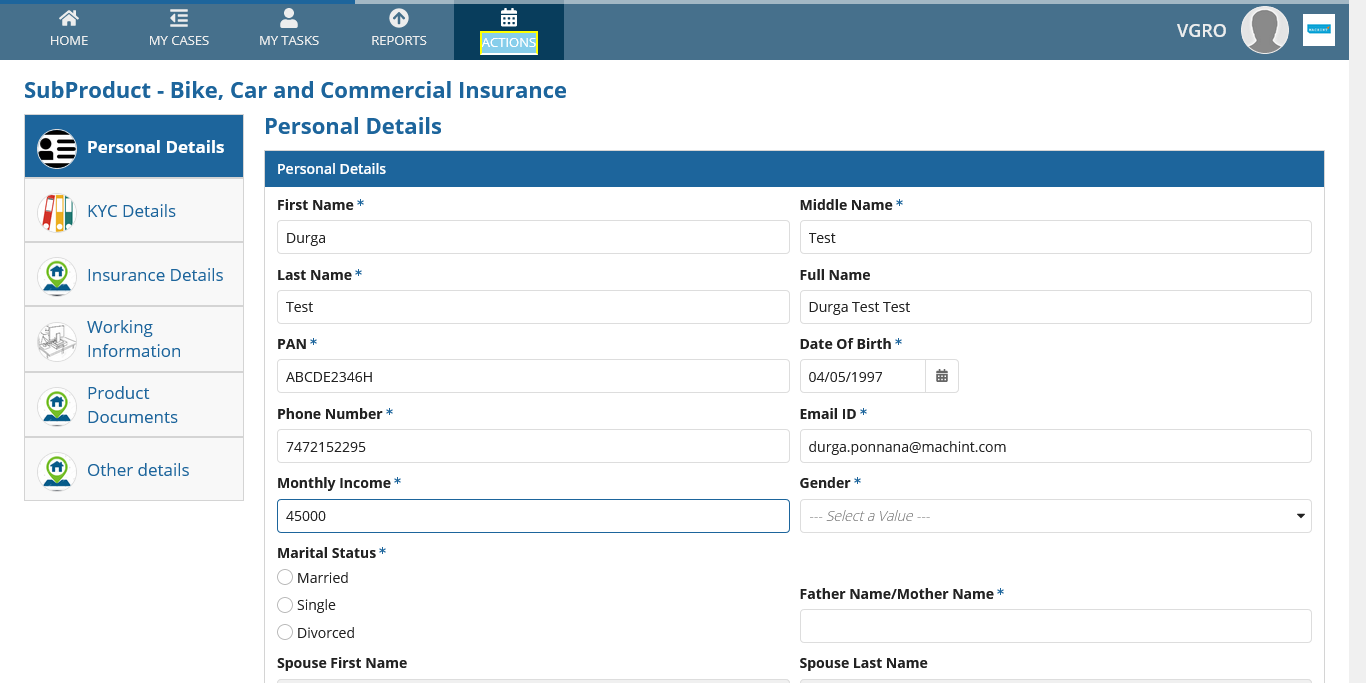 HOME
MY CASES
MY TASKS
REPORTS
ACTIONS
VGRO
MACHINT
SubProduct - Bike, Car and Commercial Insurance
Personal Details
KYC Details
Insurance Details
Working
Information
Product
Documents
Other details
Personal Details
Personal Details
First Name *
Middle Name *
Durga
Test
Last Name *
Full Name
Test
Durga Test Test
PAN *
Date Of Birth *
ABCDE2346H
04/05/1997
Phone Number *
Email ID *
7472152295
durga.ponnana@machint.com
Monthly Income *
Gender *
45000
--- Select a Value ---
Marital Status *
Married
Single
Divorced
Father Name/Mother Name *
Spouse First Name
Spouse Last Name